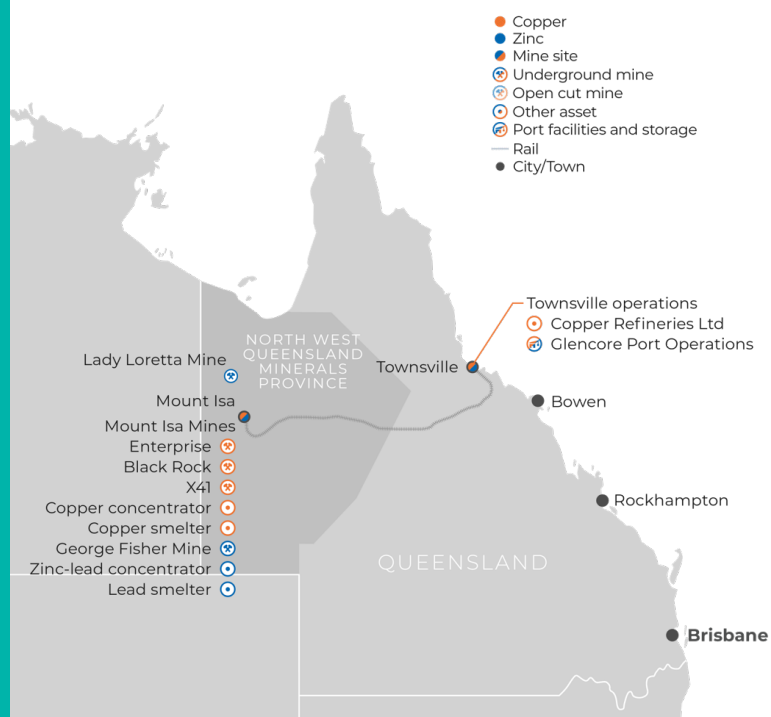 Copper
Zinc
Mine site
Underground mine
Open cut mine
Other asset
Port facilities and storage
Rail
City/Town
Townsville operations
Copper Refineries Ltd
Glencore Port Operations
NORTH WEST
QUEENSLAND
MINERALS
PROVINCE
Lady Loretta Mine
Townsville
Mount Isa
Bowen
Mount Isa Mines
Enterprise
Black Rock
X41
Copper concentrator
Rockhampton
Copper smelter
George Fisher Mine
QUEENSLAND
Zinc-lead concentrator
Lead smelter
Brisbane